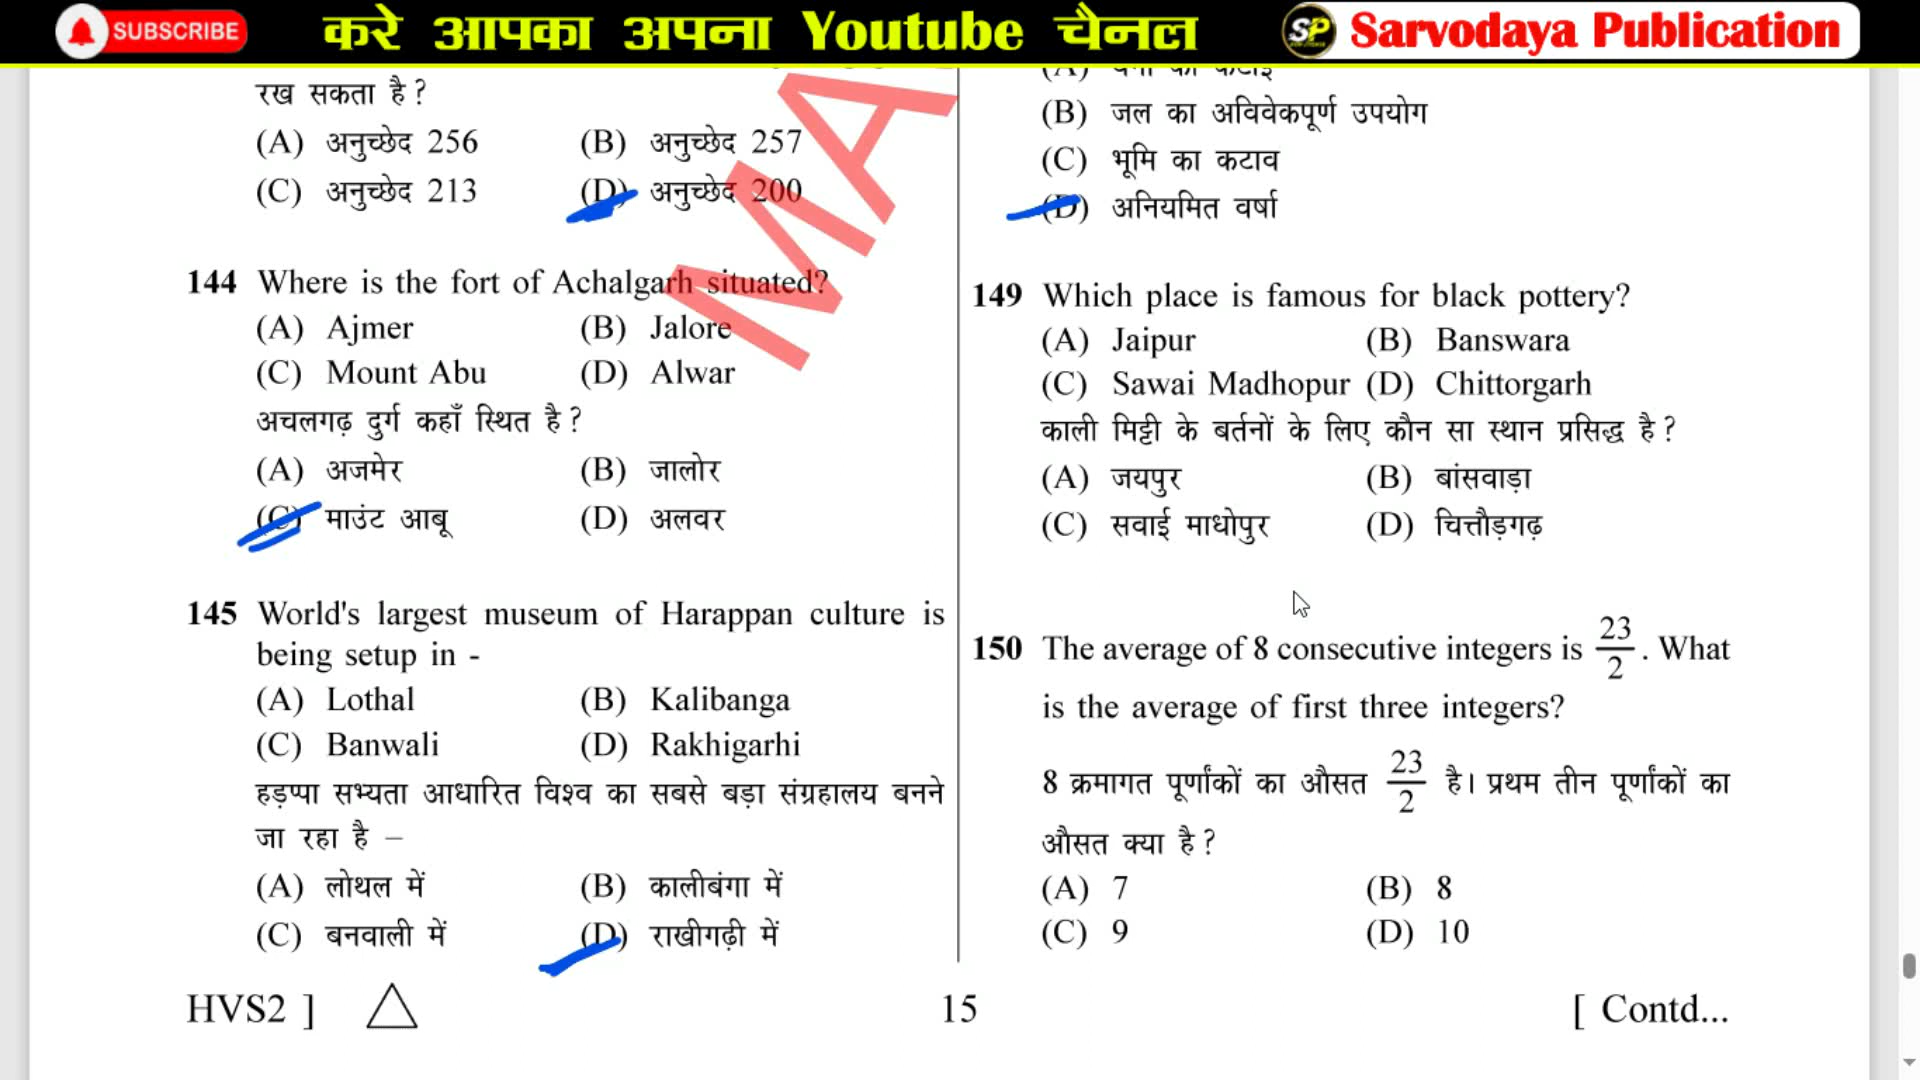 SUBSCRIBE करे आपका अपना Youtube चैनल SP Sarvodaya Publication
रख सकता है ?
(A) अनुच्छेद 256 (B) अनुच्छेद 257
(C) अनुच्छेद 213 (D) अनुच्छेद 200
144 Where is the fort of Achalgarh situated?
(A) Ajmer (B) Jalore
(C) Mount Abu (D) Alwar
अचलगढ़ दुर्ग कहाँ स्थित है ?
(A) अजमेर (B) जालोर
(C) माउंट आबू (D) अलवर
145 World's largest museum of Harappan culture is
being setup in -
(A) Lothal (B) Kalibanga
(C) Banwali (D) Rakhigarhi
हड़प्पा सभ्यता आधारित विश्व का सबसे बड़ा संग्रहालय बनने
जा रहा है –
(A) लोथल में (B) कालीबंगा में
(C) बनवाली में (D) राखीगढ़ी में
(B) जल का अविवेकपूर्ण उपयोग
(C) भूमि का कटाव
(D) अनियमित वर्षा
149 Which place is famous for black pottery?
(A) Jaipur (B) Banswara
(C) Sawai Madhopur (D) Chittorgarh
काली मिट्टी के बर्तनों के लिए कौन सा स्थान प्रसिद्ध है ?
(A) जयपुर (B) बांसवाड़ा
(C) सवाई माधोपुर (D) चित्तौड़गढ़
150 The average of 8 consecutive integers is 23/2 . What
is the average of first three integers?
8 क्रमागत पूर्णांकों का औसत 23/2 है। प्रथम तीन पूर्णांकों का
औसत क्या है ?
(A) 7 (B) 8
(C) 9 (D) 10
HVS2 ] 15 [ Contd...
MA